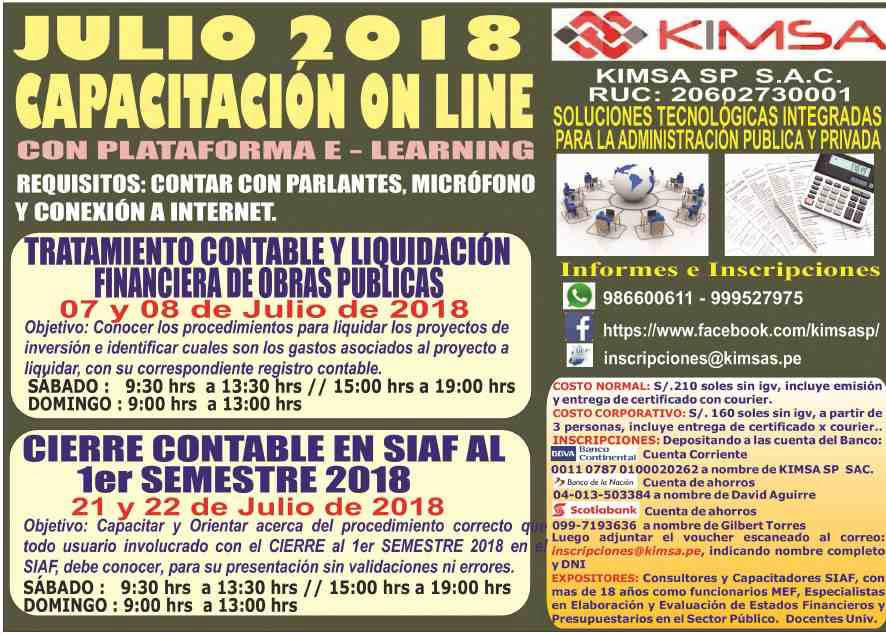 JULIO 2018
CAPACITACIÓN ON LINE
CON PLATAFORMA E - LEARNING
REQUISITOS: CONTAR CON PARLANTES, MICRÓFONO
Y CONEXIÓN A INTERNET.
TRATAMIENTO CONTABLE Y LIQUIDACIÓN
FINANCIERA DE OBRAS PUBLICAS
07 y 08 de Julio de 2018
Objetivo: Conocer los procedimientos para liquidar los proyectos de
inversión e identificar cuales son los gastos asociados al proyecto a
liquidar, con su correspondiente registro contable.
SÁBADO : 9:30 hrs a 13:30 hrs // 15:00 hrs a 19:00 hrs
DOMINGO : 9:00 hrs a 13:00 hrs
CIERRE CONTABLE EN SIAF AL
1er SEMESTRE 2018
21 y 22 de Julio de 2018
Objetivo: Capacitar y Orientar acerca del procedimiento correcto que
todo usuario involucrado con el CIERRE al 1er SEMESTRE 2018 en el
SIAF, debe conocer, para su presentación sin validaciones ni errores.
SÁBADO : 9:30 hrs a 13:30 hrs // 15:00 hrs a 19:00 hrs
DOMINGO : 9:00 hrs a 13:00 hrs
KIMSA
KIMSA SP S.A.C.
RUC: 20602730001
SOLUCIONES TECNOLÓGICAS INTEGRADAS
PARA LA ADMINISTRACIÓN PUBLICA Y PRIVADA
Informes e Inscripciones
986600611 - 999527975
https://www.facebook.com/kimsasp/
inscripciones@kimsas.pe
COSTO NORMAL: S/.210 soles sin igv, incluye emisión
y entrega de certificado con courier.
COSTO CORPORATIVO: S/. 160 soles sin igv, a partir de
3 personas, incluye entrega de certificado x courier..
INSCRIPCIONES: Depositando a las cuenta del Banco:
BBVA Banco Continental Cuenta Corriente
0011 0787 0100020262 a nombre de KIMSA SP SAC.
Banco de la Nación Cuenta de ahorros
04-013-503384 a nombre de David Aguirre
Scotiabank Cuenta de ahorros
099-7193636 a nombre de Gilbert Torres
Luego adjuntar el voucher escaneado al correo:
inscripciones@kimsa.pe, indicando nombre completo
y DNI
EXPOSITORES: Consultores y Capacitadores SIAF, con
mas de 18 años como funcionarios MEF, Especialistas
en Elaboración y Evaluación de Estados Financieros y
Presupuestarios en el Sector Público. Docentes Univ.